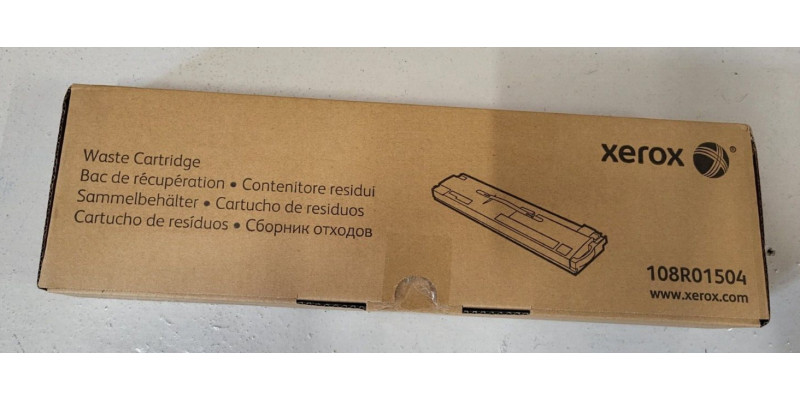 Waste Cartridge
Bac de récupération • Contenitore residui
Sammelbehälter • Cartucho de residuos
Cartucho de resíduos • Сборник отходов
xerox ®
108R01504
www.xerox.com